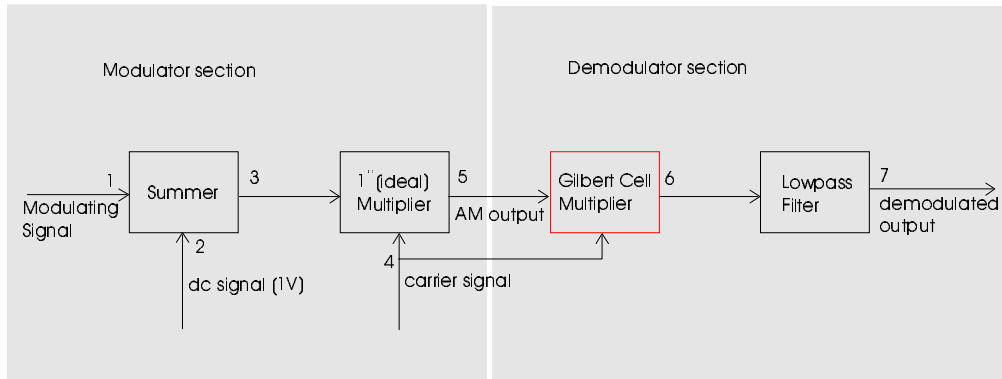 Modulator section
Demodulator section
1
Modulating
Signal
Summer
2
dc signal (1V)
3
1" (ideal)
Multiplier
4
carrier signal
5
AM output
Gilbert Cell
Multiplier
6
Lowpass
Filter
7
demodulated
output